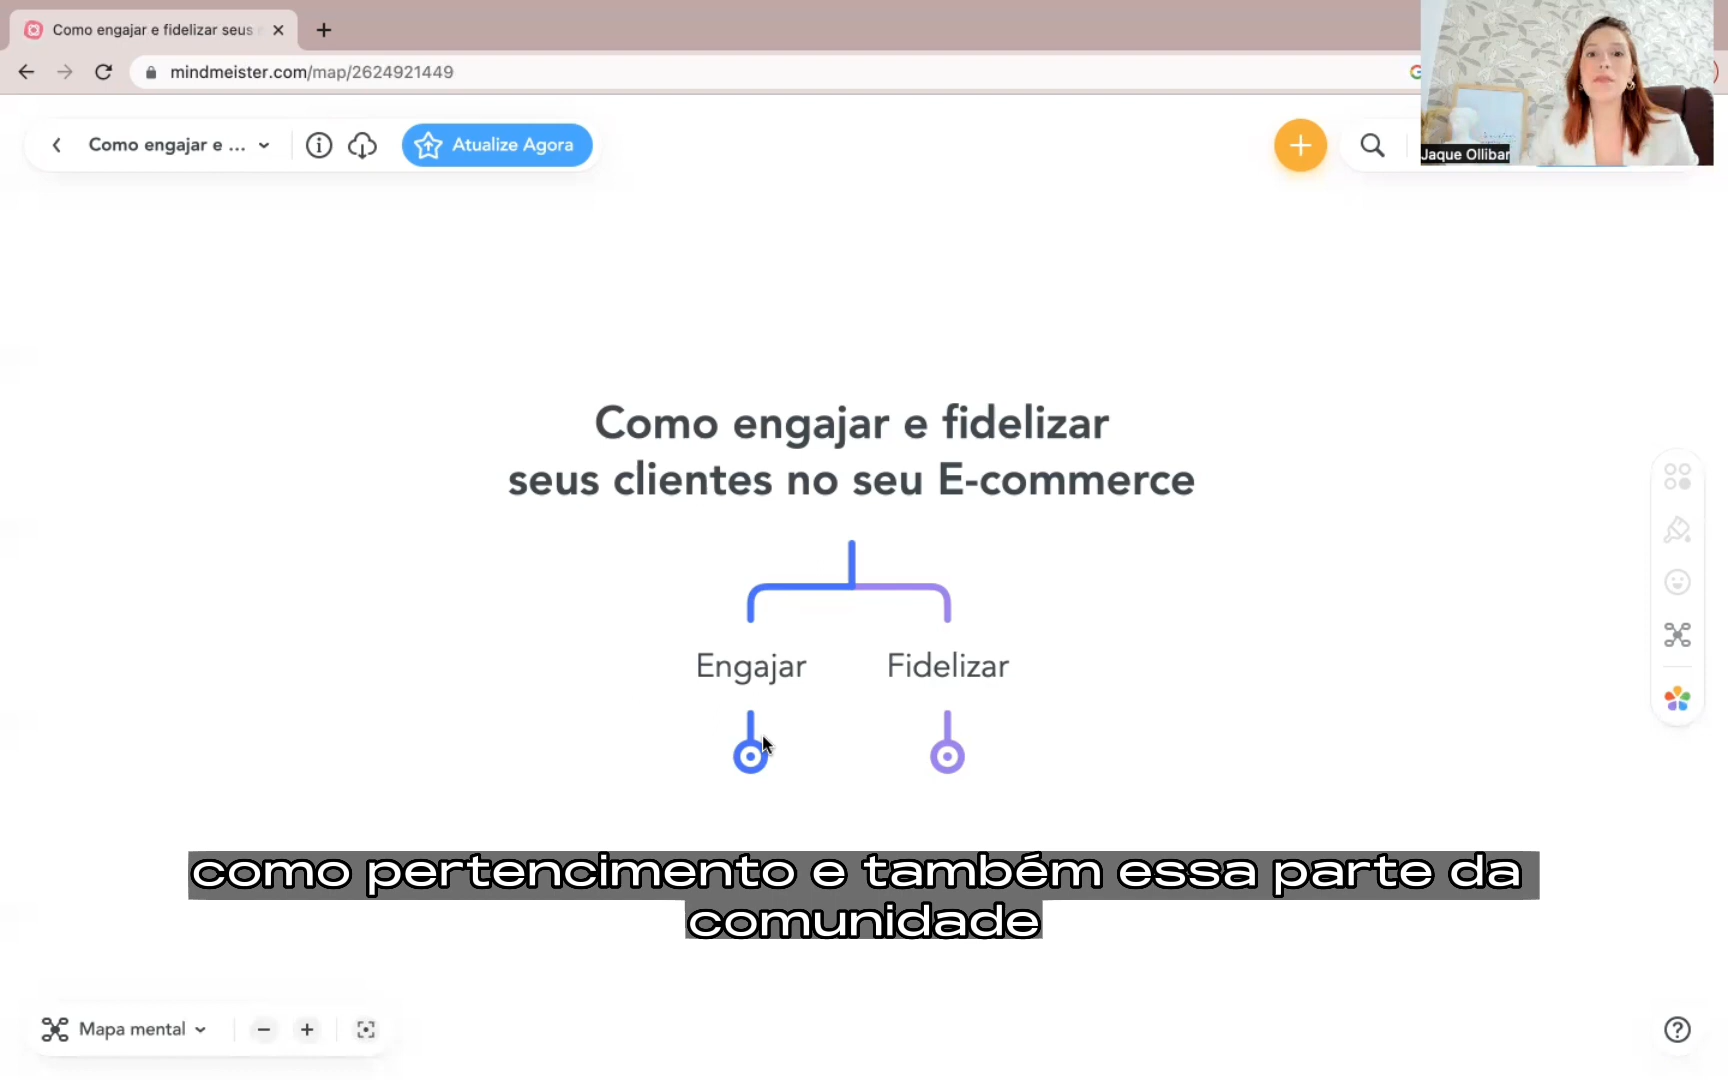 Como engajar e fidelizar seus
mindmeister.com/map/2624921449
Como engajar e ...
Atualize Agora
Jaque Ollibar
Como engajar e fidelizar
seus clientes no seu E-commerce
Engajar
Fidelizar
como pertencimento e também essa parte da
comunidade
Mapa mental